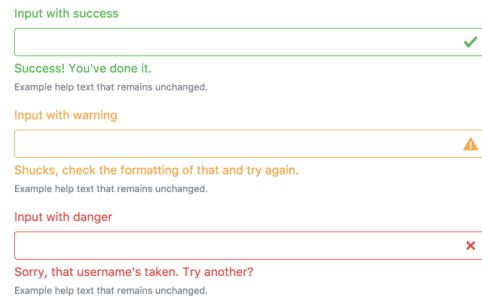 Input with success
Success! You've done it.
Example help text that remains unchanged.
Input with warning
Shucks, check the formatting of that and try again.
Example help text that remains unchanged.
Input with danger
Sorry, that username's taken. Try another?
Example help text that remains unchanged.